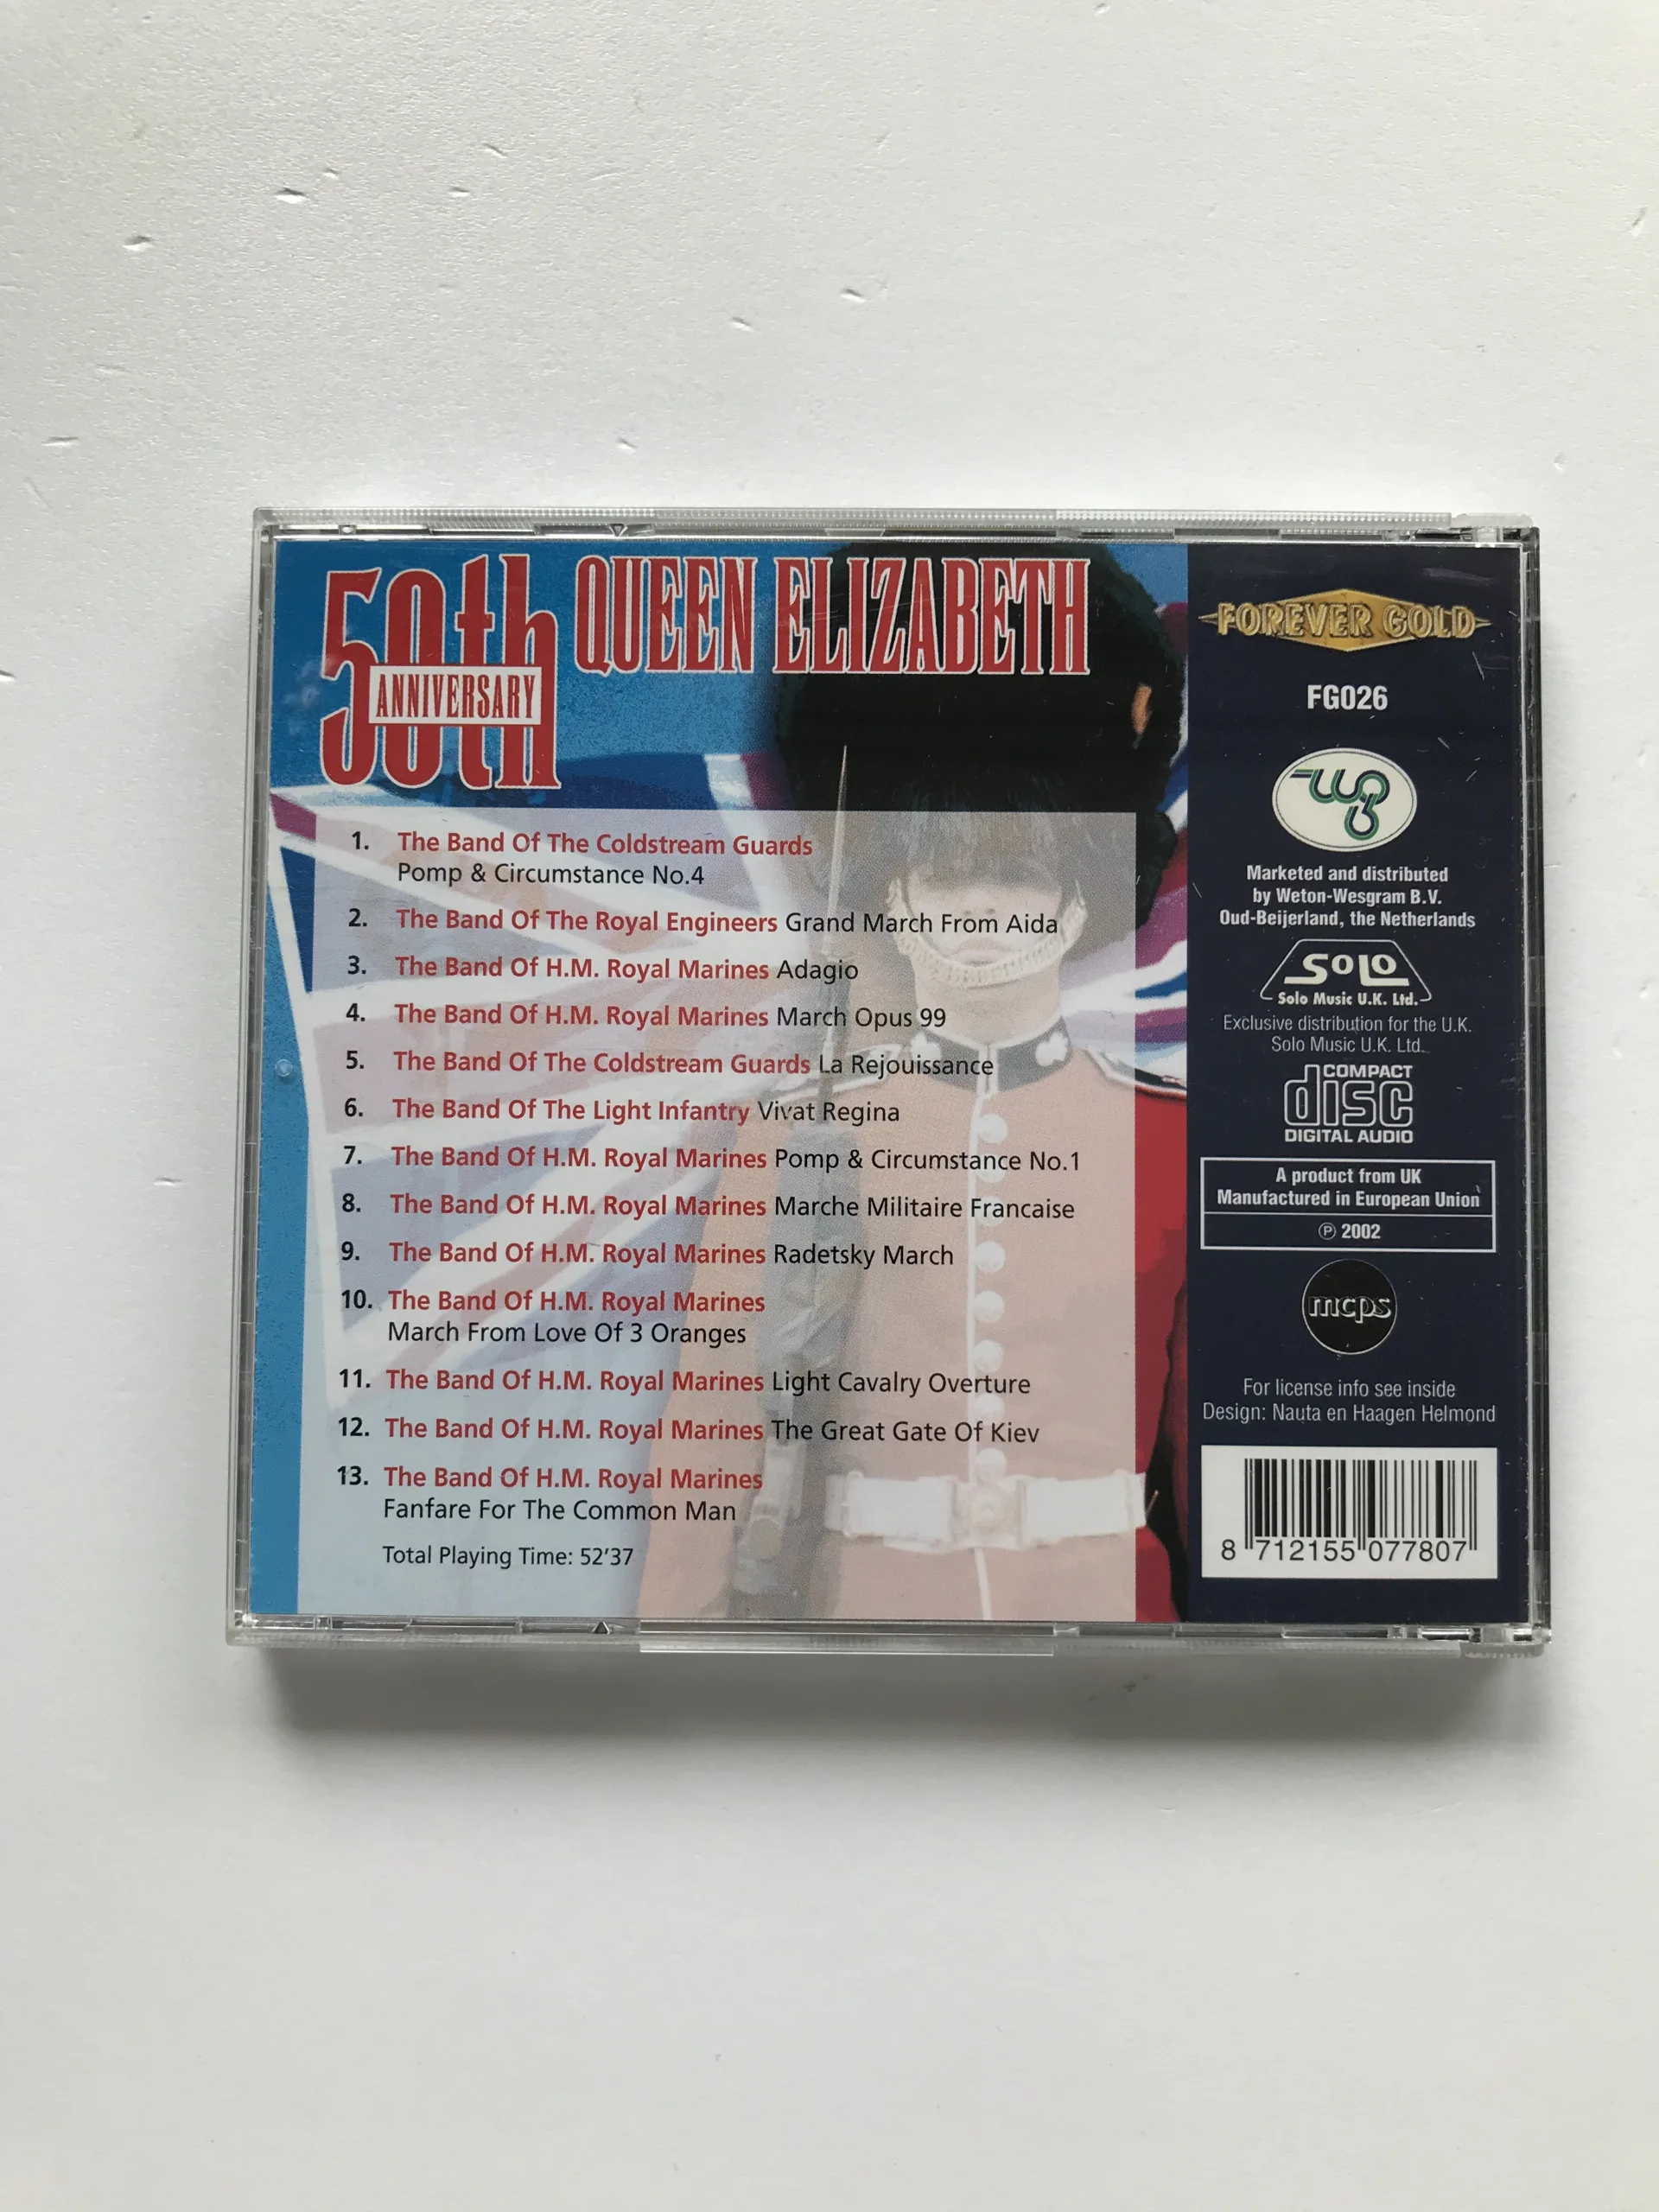 50th
ANNIVERSARY
QUEEN ELIZABETH
1. The Band Of The Coldstream Guards
Pomp & Circumstance No.4
2. The Band Of The Royal Engineers Grand March From Aida
3. The Band Of H.M. Royal Marines Adagio
4. The Band Of H.M. Royal Marines March Opus 99
5. The Band Of The Coldstream Guards La Rejouissance
6. The Band Of The Light Infantry Vivat Regina
7. The Band Of H.M. Royal Marines Pomp & Circumstance No.1
8. The Band Of H.M. Royal Marines Marche Militaire Francaise
9. The Band Of H.M. Royal Marines Radetsky March
10. The Band Of H.M. Royal Marines
March From Love Of 3 Oranges
11. The Band Of H.M. Royal Marines Light Cavalry Overture
12. The Band Of H.M. Royal Marines The Great Gate Of Kiev
13. The Band Of H.M. Royal Marines
Fanfare For The Common Man
Total Playing Time: 52'37
FOREVER GOLD
FG026
Marketed and distributed
by Weton-Wesgram B.V.
Oud-Beijerland, the Netherlands
SOLO
Solo Music U.K. Ltd.
Exclusive distribution for the U.K.
Solo Music U.K. Ltd.
COMPACT
disc
DIGITAL AUDIO
A product from UK
Manufactured in European Union
℗ 2002
mcps
For license info see inside
Design: Nauta en Haagen Helmond
8 712155 077807